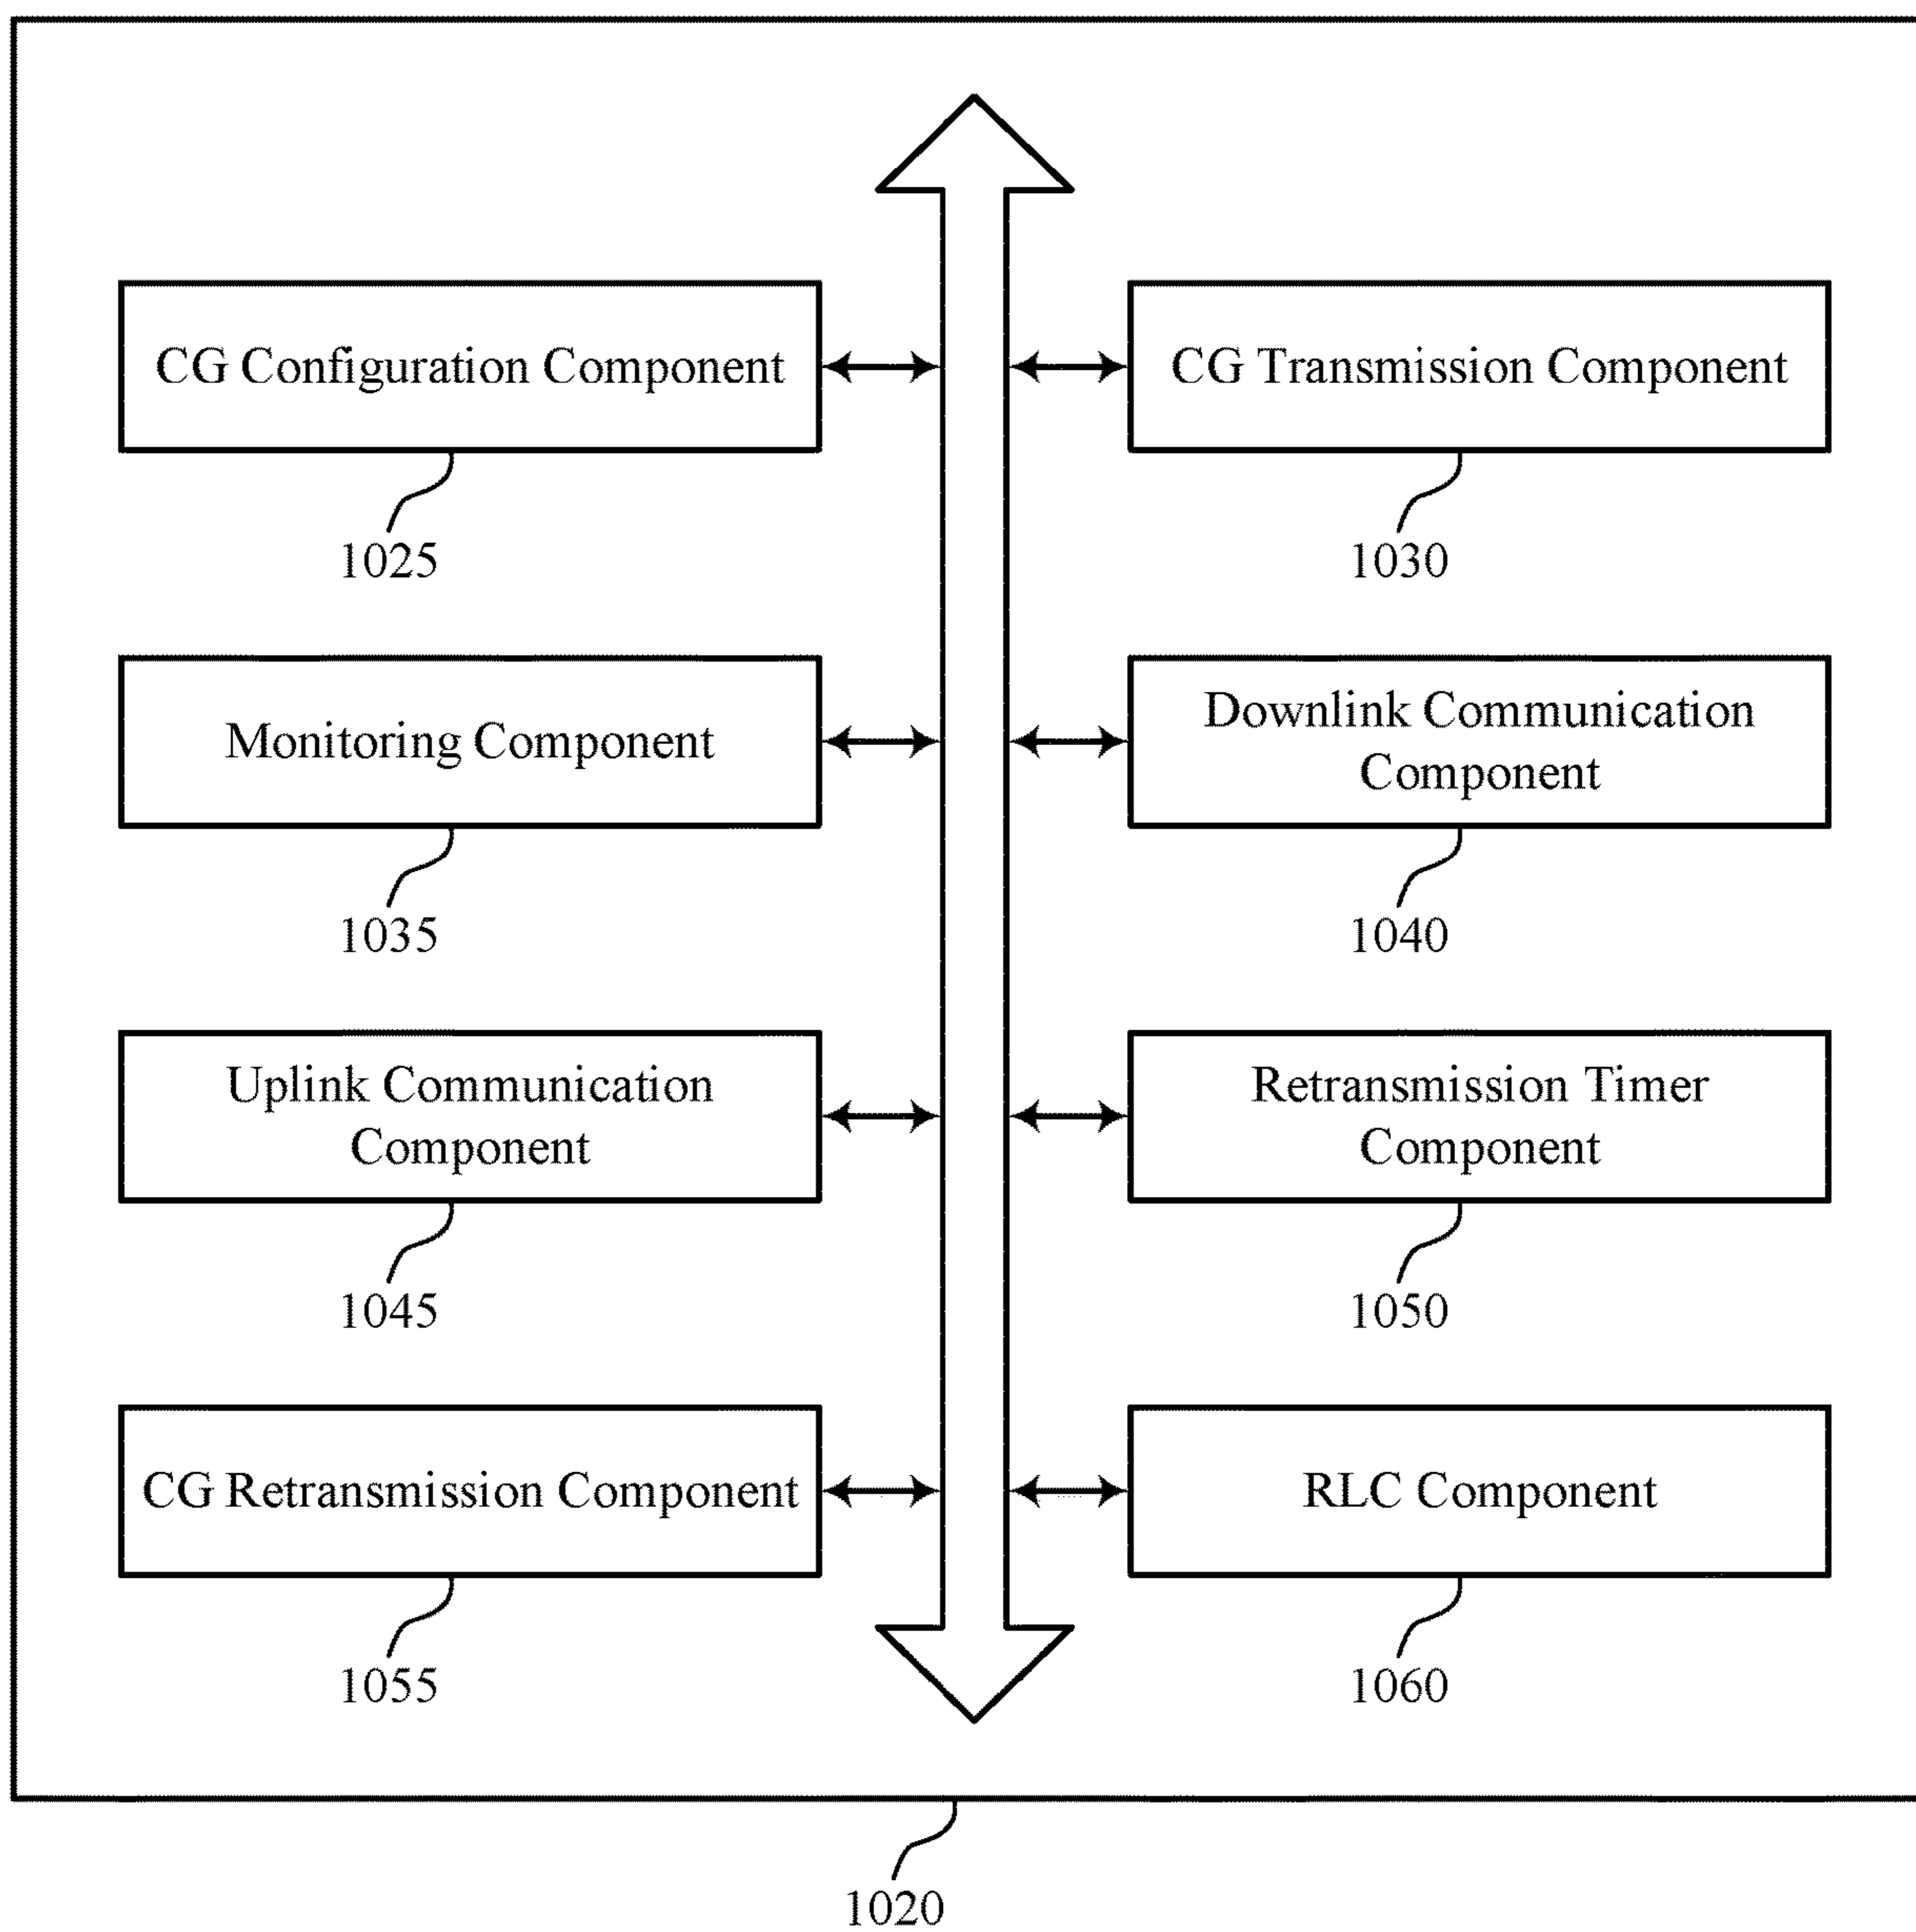 CG Configuration Component
CG Transmission Component
1025
1030
Monitoring Component
Downlink Communication
Component
1035
1040
Uplink Communication
Component
Retransmission Timer
Component
1045
1050
CG Retransmission Component
RLC Component
1055
1060
1020